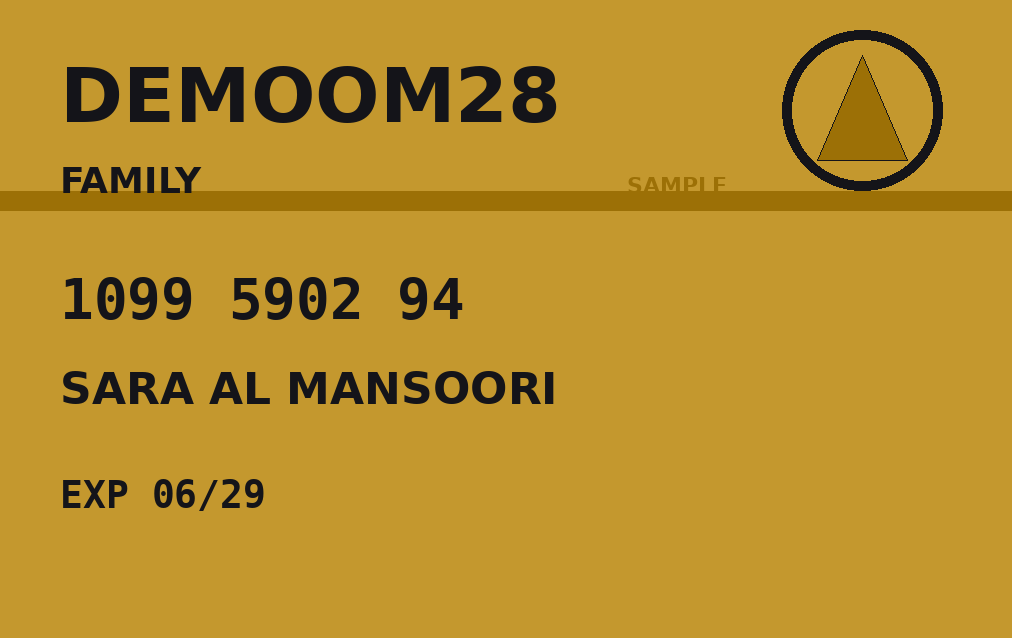 DEMOOM28
FAMILY
SAMPLE
1099 5902 94
SARA AL MANSOORI
EXP 06/29